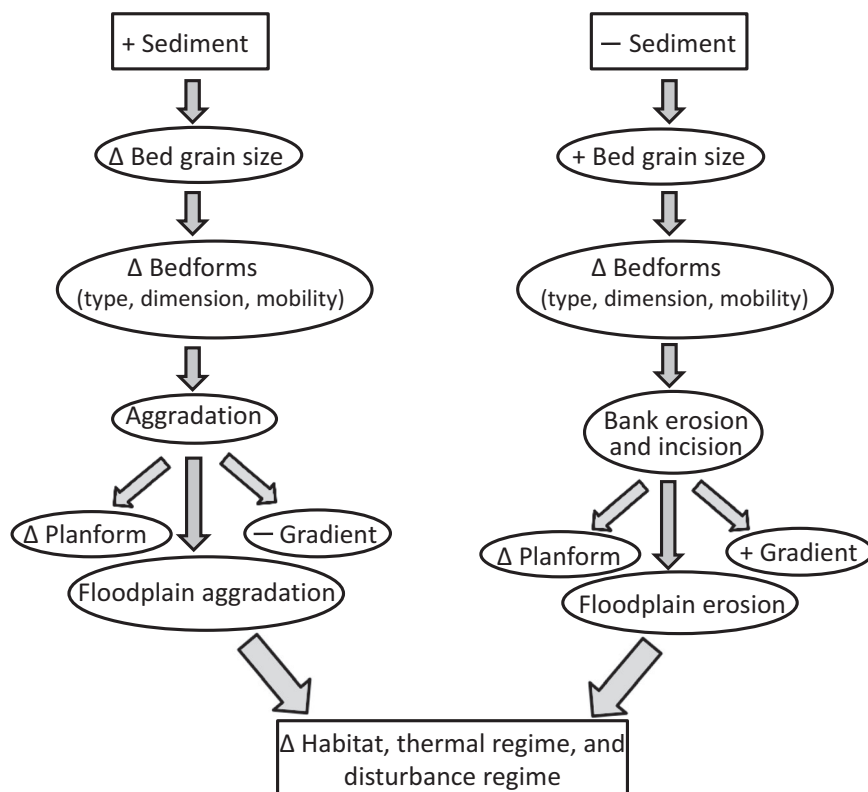 + Sediment
Δ Bed grain size
Δ Bedforms
(type, dimension, mobility)
Aggradation
Δ Planform
— Gradient
Floodplain aggradation
— Sediment
+ Bed grain size
Δ Bedforms
(type, dimension, mobility)
Bank erosion
and incision
Δ Planform
+ Gradient
Floodplain erosion
Δ Habitat, thermal regime, and
disturbance regime